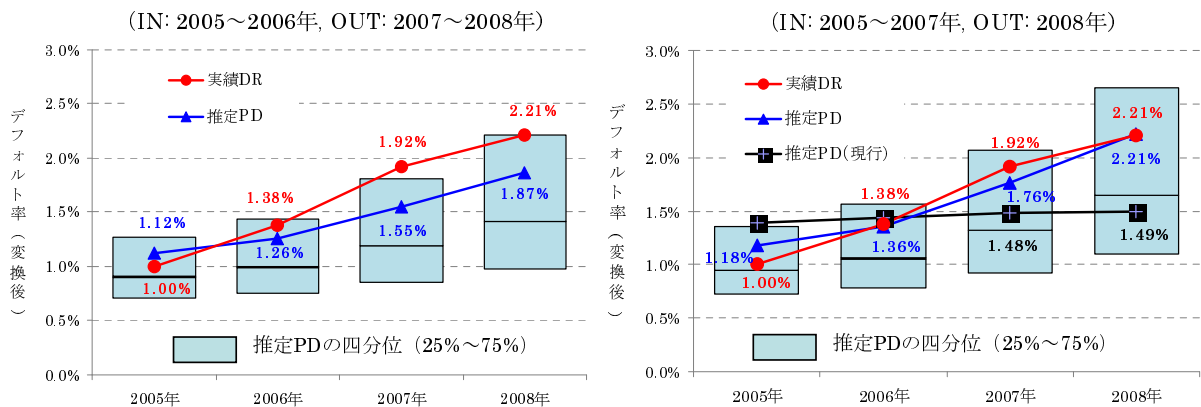 (IN: 2005～2006年, OUT: 2007～2008年)
3.0%
2.5%
2.0%
1.5%
1.0%
0.5%
0.0%
デフォルト率(変換後)
実績DR
推定PD
1.12%
1.00%
1.38%
1.26%
1.92%
1.55%
2.21%
1.87%
推定PDの四分位（25%～75%）
2005年
2006年
2007年
2008年
(IN: 2005～2007年, OUT: 2008年)
3.0%
2.5%
2.0%
1.5%
1.0%
0.5%
0.0%
デフォルト率(変換後)
実績DR
推定PD
推定PD(現行)
1.18%
1.00%
1.38%
1.36%
1.92%
1.76%
1.48%
2.21%
2.21%
1.49%
推定PDの四分位（25%～75%）
2005年
2006年
2007年
2008年